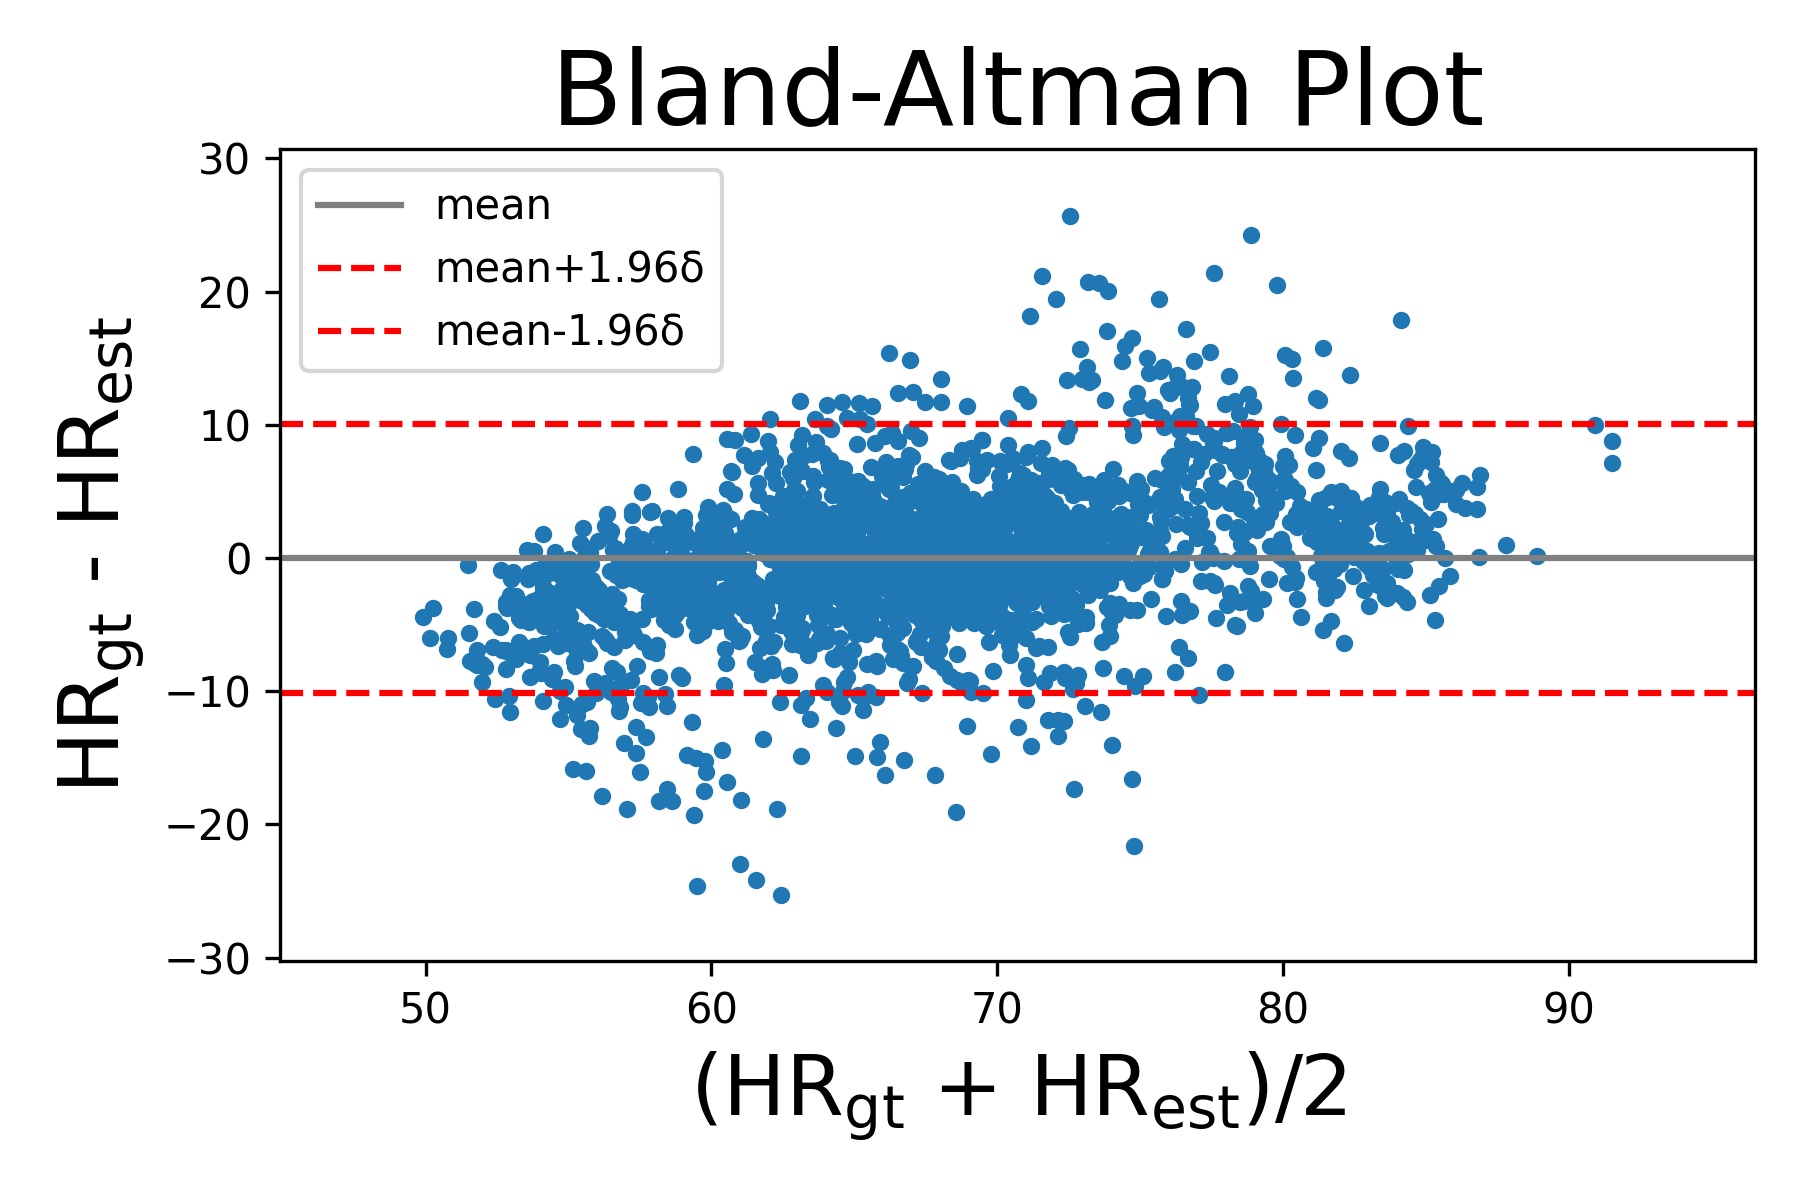 Bland-Altman Plot
30
20
10
0
−10
−20
−30
HRgt - HRest
mean
mean+1.96δ
mean-1.96δ
50 60 70 80 90
(HRgt + HRest)/2